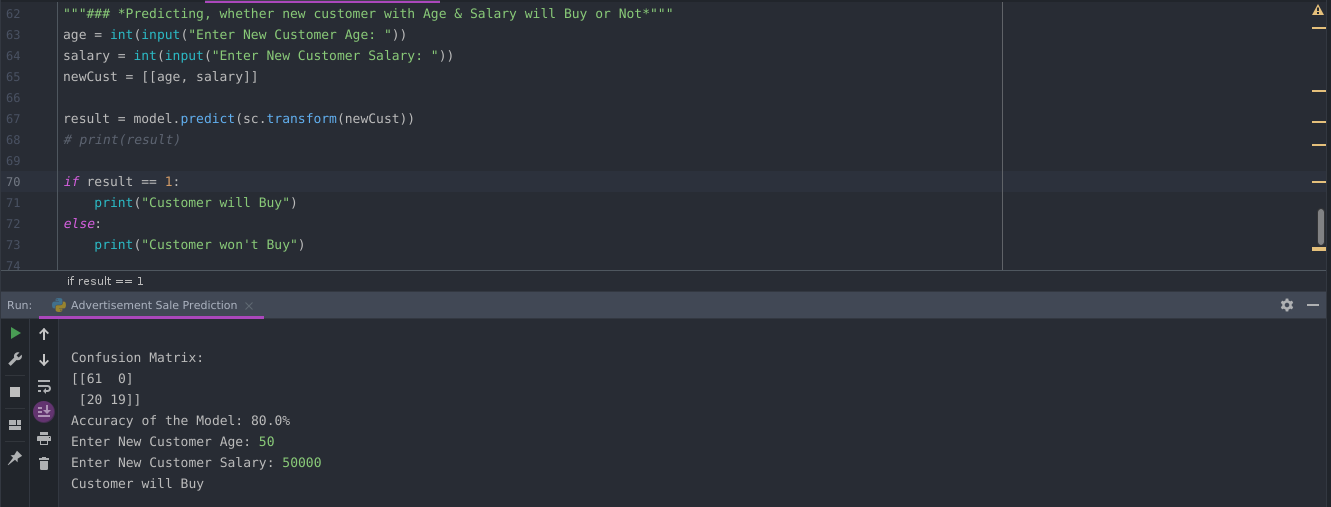 62 """### *Predicting, whether new customer with Age & Salary will Buy or Not*"""
63 age = int(input("Enter New Customer Age: "))
64 salary = int(input("Enter New Customer Salary: "))
65 newCust = [[age, salary]]
66
67 result = model.predict(sc.transform(newCust))
68 # print(result)
69
70 if result == 1:
71     print("Customer will Buy")
72 else:
73     print("Customer won't Buy")
74
if result == 1
Run: Advertisement Sale Prediction
Confusion Matrix:
[[61  0]
 [20 19]]
Accuracy of the Model: 80.0%
Enter New Customer Age: 50
Enter New Customer Salary: 50000
Customer will Buy